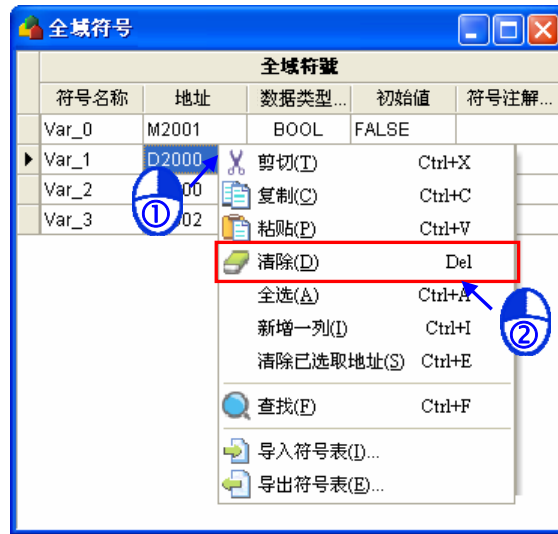 全域符号
全域符號
符号名称 地址 数据类型... 初始值 符号注解...
Var_0 M2001 BOOL FALSE
Var_1 D2000
Var_2 00
Var_3 02
剪切(T) Ctrl+X
复制(C) Ctrl+C
粘贴(P) Ctrl+V
清除(D) Del
全选(A) Ctrl+A
新增一列(I) Ctrl+I
清除已选取地址(S) Ctrl+E
查找(F) Ctrl+F
导入符号表(I)...
导出符号表(E)...
①
②